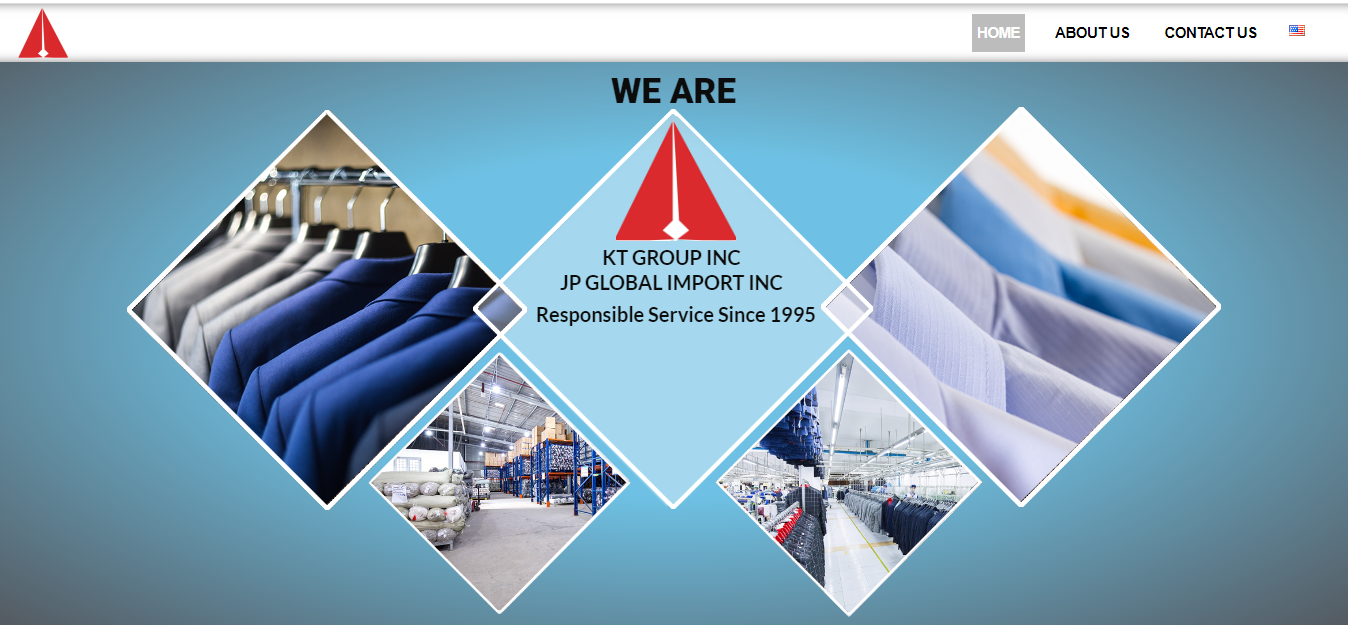 HOME
ABOUT US
CONTACT US
WE ARE
KT GROUP INC
JP GLOBAL IMPORT INC
Responsible Service Since 1995